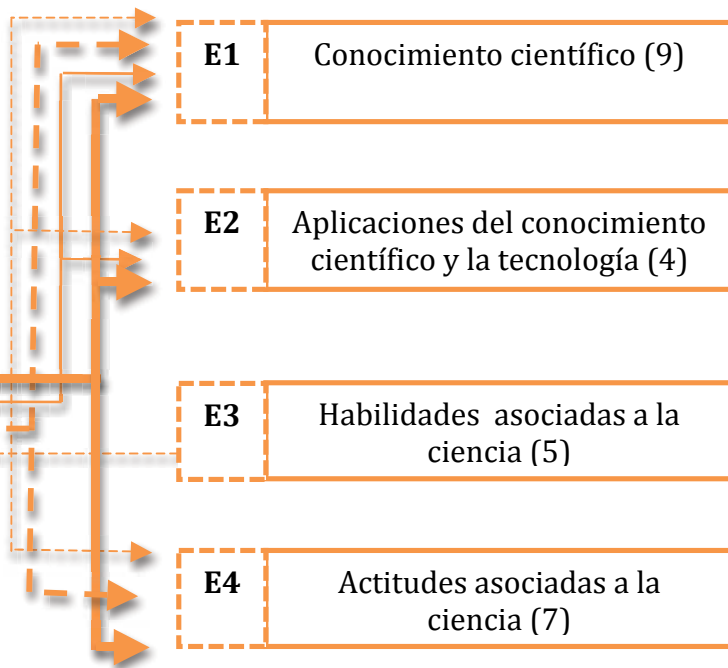 E1
Conocimiento científico (9)
E2
Aplicaciones del conocimiento
científico y la tecnología (4)
E3
Habilidades asociadas a la
ciencia (5)
E4
Actitudes asociadas a la
ciencia (7)